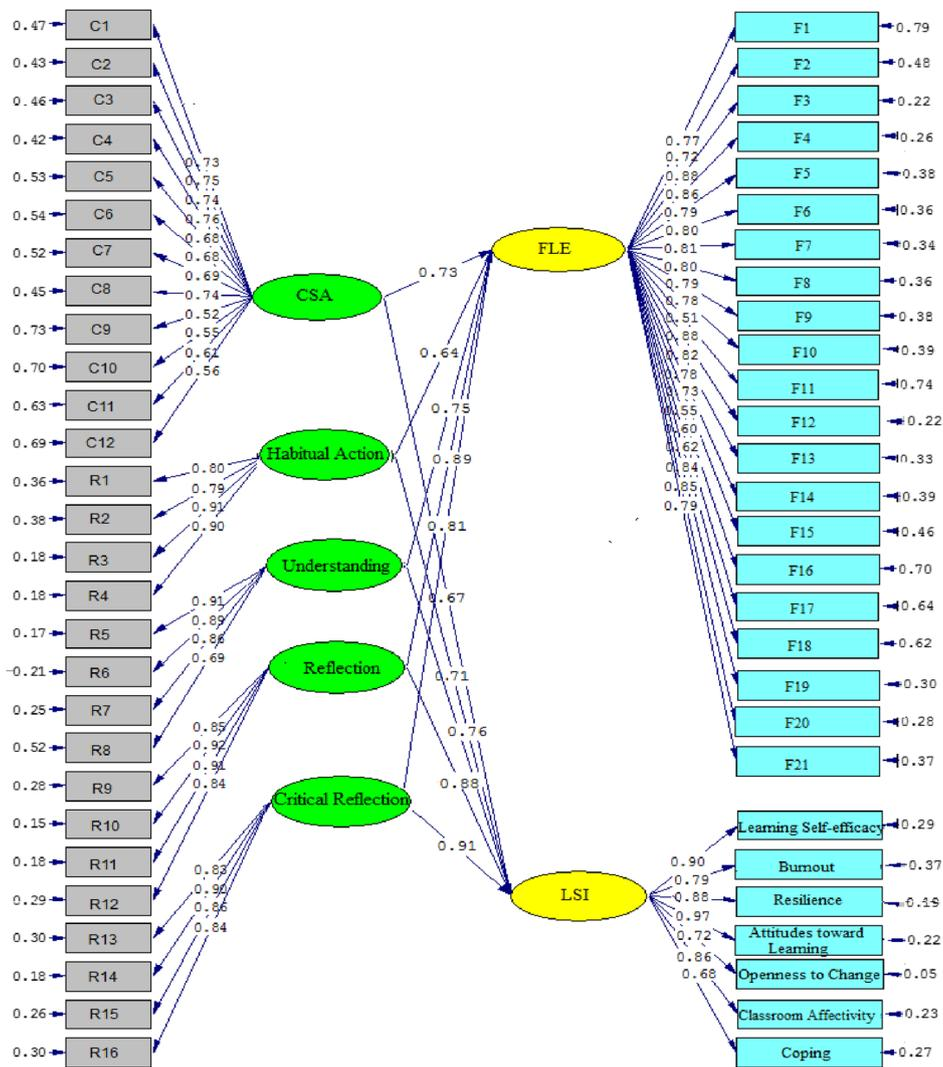 0.47 C1
0.43 C2
0.46 C3
0.42 C4
0.53 C5
0.54 C6
0.52 C7
0.45 C8
0.73 C9
0.70 C10
0.63 C11
0.69 C12
0.36 R1
0.38 R2
0.18 R3
0.18 R4
0.17 R5
0.21 R6
0.25 R7
0.52 R8
0.28 R9
0.15 R10
0.18 R11
0.29 R12
0.30 R13
0.18 R14
0.26 R15
0.30 R16
0.73
0.75
0.74
0.76
0.68
0.68
0.69
0.74
0.52
0.55
0.61
0.56
0.80
0.79
0.91
0.90
0.91
0.89
0.86
0.69
0.85
0.92
0.91
0.84
0.83
0.90
0.86
0.84
CSA
Habitual Action
Understanding
Reflection
Critical Reflection
0.73
0.64
0.75
0.89
0.81
0.67
0.71
0.76
0.88
0.91
FLE
LSI
0.77
0.72
0.88
0.86
0.79
0.80
0.81
0.80
0.79
0.78
0.51
0.88
0.82
0.78
0.73
0.55
0.60
0.62
0.84
0.85
0.79
F1 0.79
F2 0.48
F3 0.22
F4 0.26
F5 0.38
F6 0.36
F7 0.34
F8 0.36
F9 0.38
F10 0.39
F11 0.74
F12 0.22
F13 0.33
F14 0.39
F15 0.46
F16 0.70
F17 0.64
F18 0.62
F19 0.30
F20 0.28
F21 0.37
0.90
0.79
0.88
0.97
0.72
0.86
0.68
Learning Self-efficacy 0.29
Burnout 0.37
Resilience 0.19
Attitudes toward
Learning 0.22
Openness to Change 0.05
Classroom Affectivity 0.23
Coping 0.27